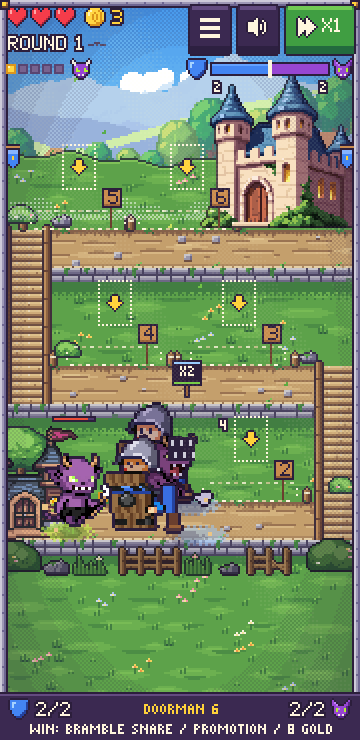 3
X1
ROUND 1
2 2
5 6
4 3
X2
4
2
2/2 DOORMAN 6 2/2
WIN: BRAMBLE SNARE / PROMOTION / 8 GOLD